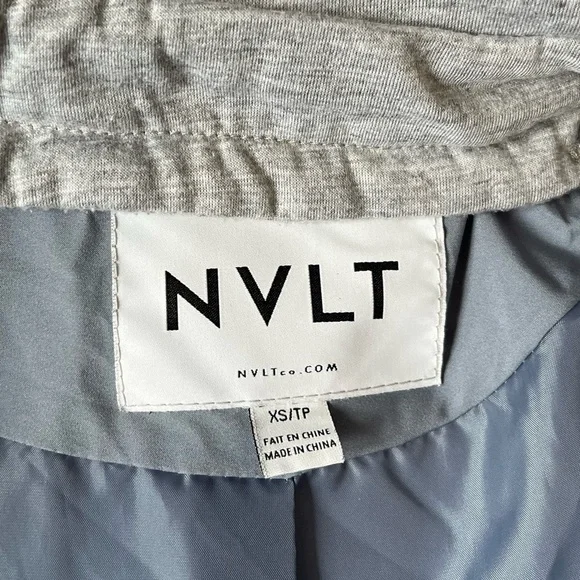 NVLT
NVLTco.COM
XS/TP
FAIT EN CHINE
MADE IN CHINA